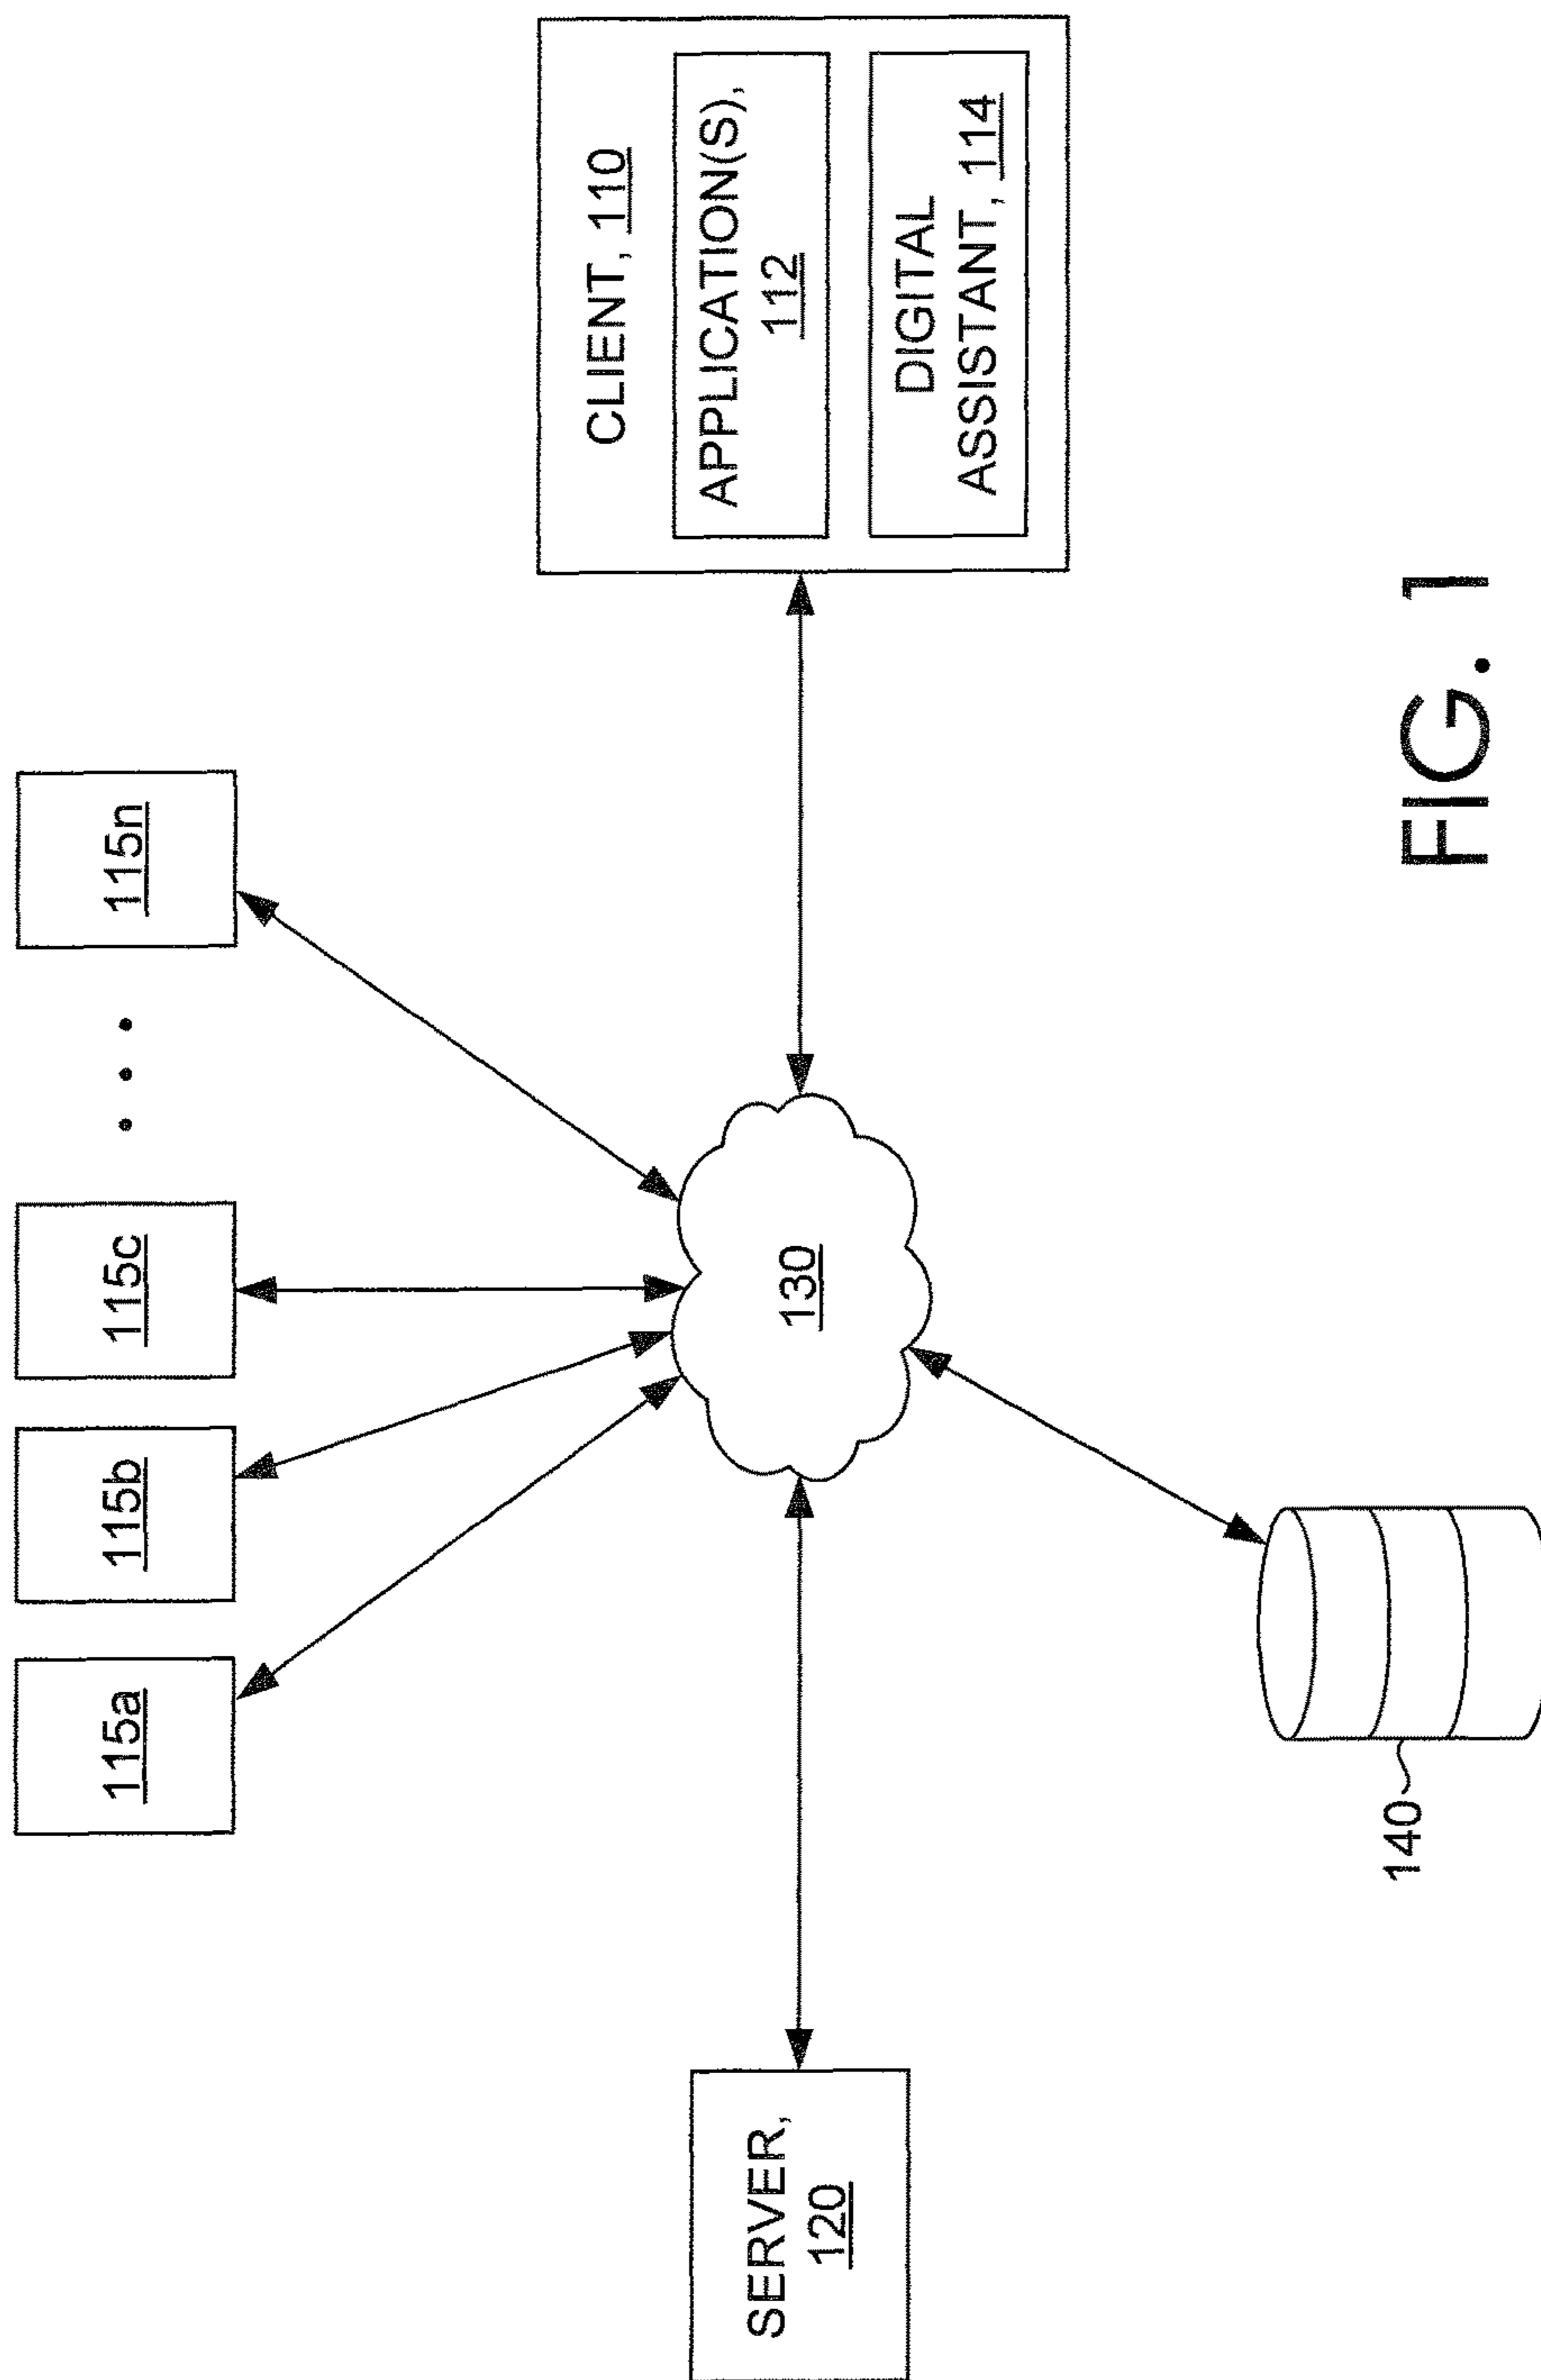 115a
115b
115c
115n
CLIENT, 110
APPLICATION(S),
112
DIGITAL
ASSISTANT, 114
SERVER,
120
130
140
FIG. 1